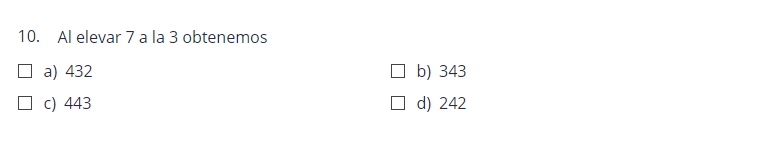 10. Al elevar 7 a la 3 obtenemos
a) 432
b) 343
c) 443
d) 242